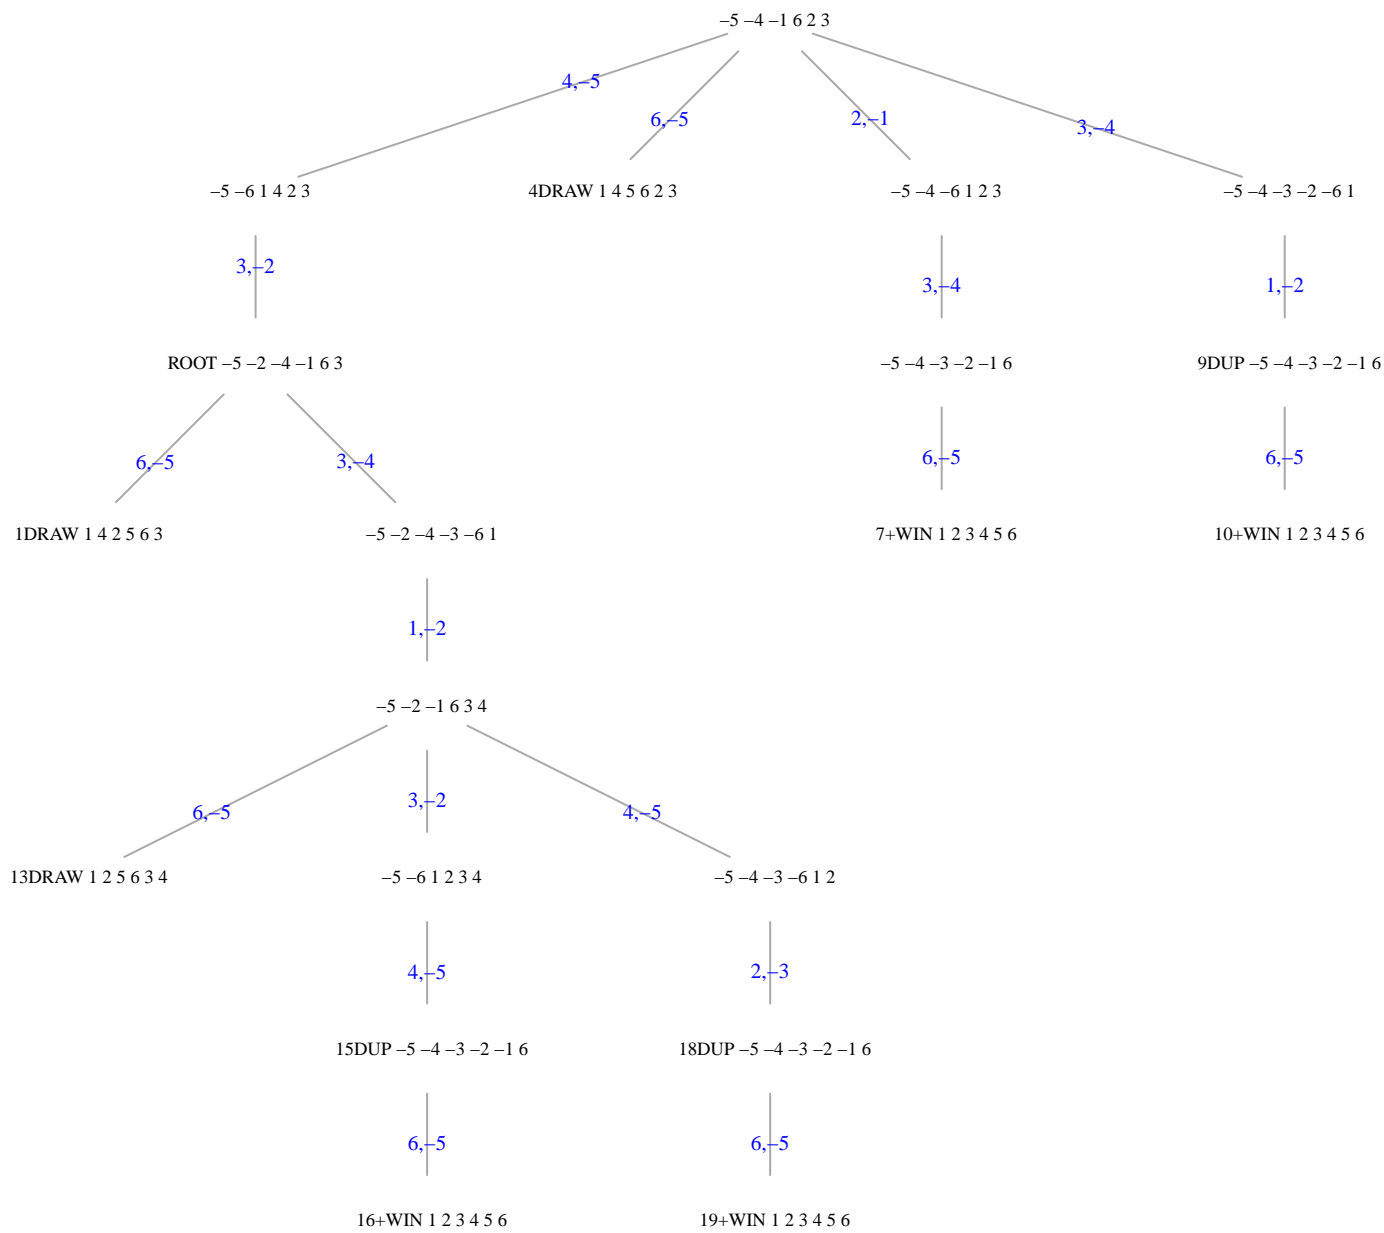 –5 –4 –1 6 2 3
4,–5
6,–5
2,–1
3,–4
–5 –6 1 4 2 3
4DRAW 1 4 5 6 2 3
–5 –4 –6 1 2 3
–5 –4 –3 –2 –6 1
3,–2
3,–4
1,–2
ROOT –5 –2 –4 –1 6 3
–5 –4 –3 –2 –1 6
9DUP –5 –4 –3 –2 –1 6
6,–5
3,–4
6,–5
6,–5
1DRAW 1 4 2 5 6 3
–5 –2 –4 –3 –6 1
7+WIN 1 2 3 4 5 6
10+WIN 1 2 3 4 5 6
1,–2
–5 –2 –1 6 3 4
6,–5
3,–2
4,–5
13DRAW 1 2 5 6 3 4
–5 –6 1 2 3 4
–5 –4 –3 –6 1 2
4,–5
2,–3
15DUP –5 –4 –3 –2 –1 6
18DUP –5 –4 –3 –2 –1 6
6,–5
6,–5
16+WIN 1 2 3 4 5 6
19+WIN 1 2 3 4 5 6